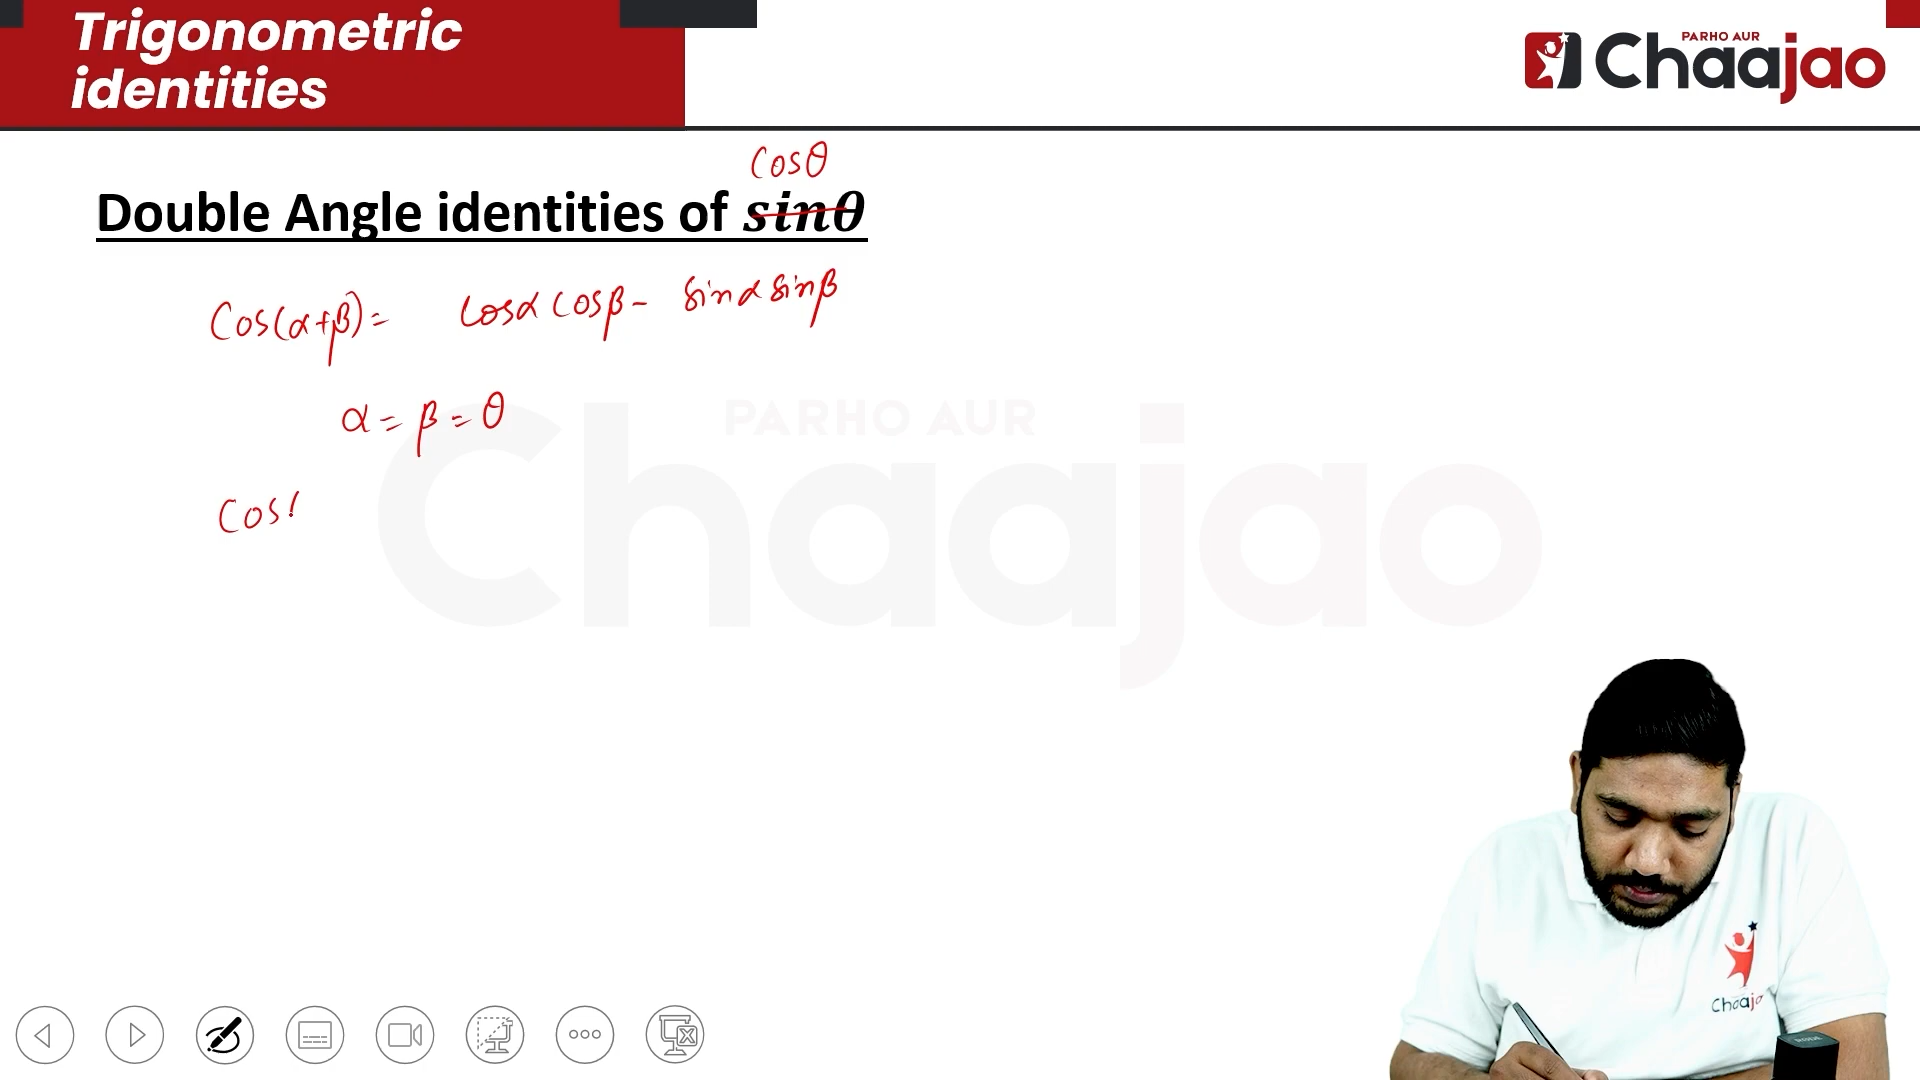 Trigonometric
identities
PARHO AUR
Chaajao
Cosθ
Double Angle identities of sinθ
Cos(α+β)= Cosα Cosβ- Sinα Sinβ
α = β = θ
Cos(
PARHO AUR
Chaajao
Chaajao